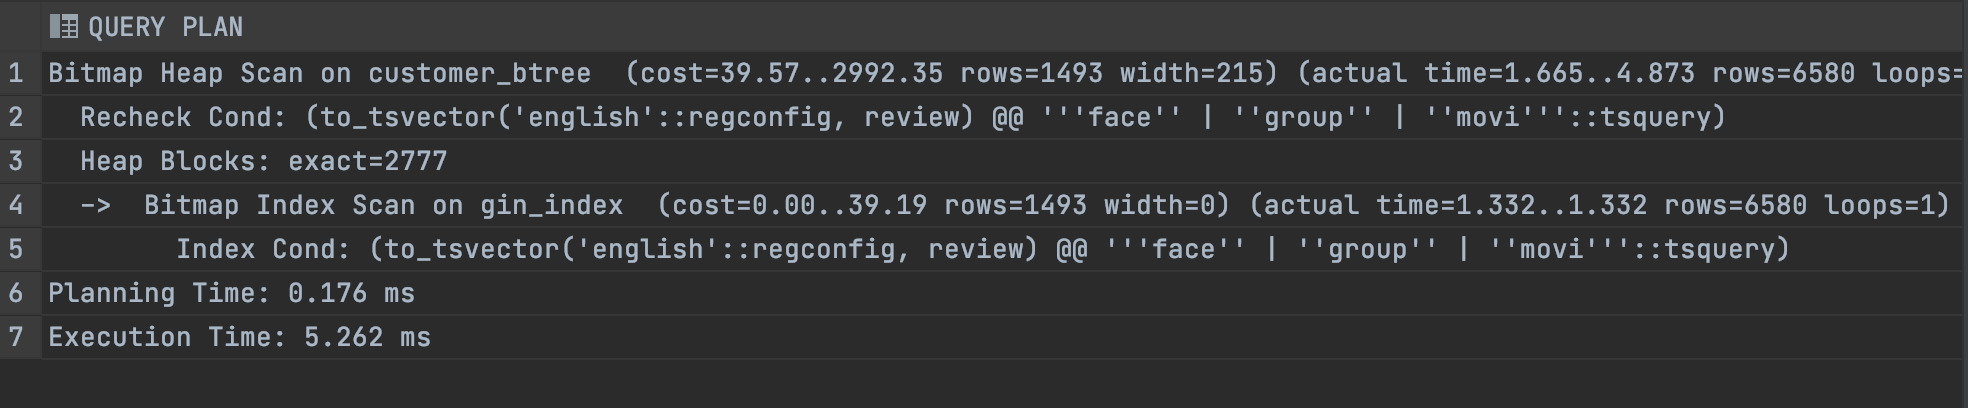 QUERY PLAN
1 Bitmap Heap Scan on customer_btree  (cost=39.57..2992.35 rows=1493 width=215) (actual time=1.665..4.873 rows=6580 loops=
2   Recheck Cond: (to_tsvector('english'::regconfig, review) @@ '''face'' | ''group'' | ''movi'''::tsquery)
3   Heap Blocks: exact=2777
4   ->  Bitmap Index Scan on gin_index  (cost=0.00..39.19 rows=1493 width=0) (actual time=1.332..1.332 rows=6580 loops=1)
5         Index Cond: (to_tsvector('english'::regconfig, review) @@ '''face'' | ''group'' | ''movi'''::tsquery)
6 Planning Time: 0.176 ms
7 Execution Time: 5.262 ms